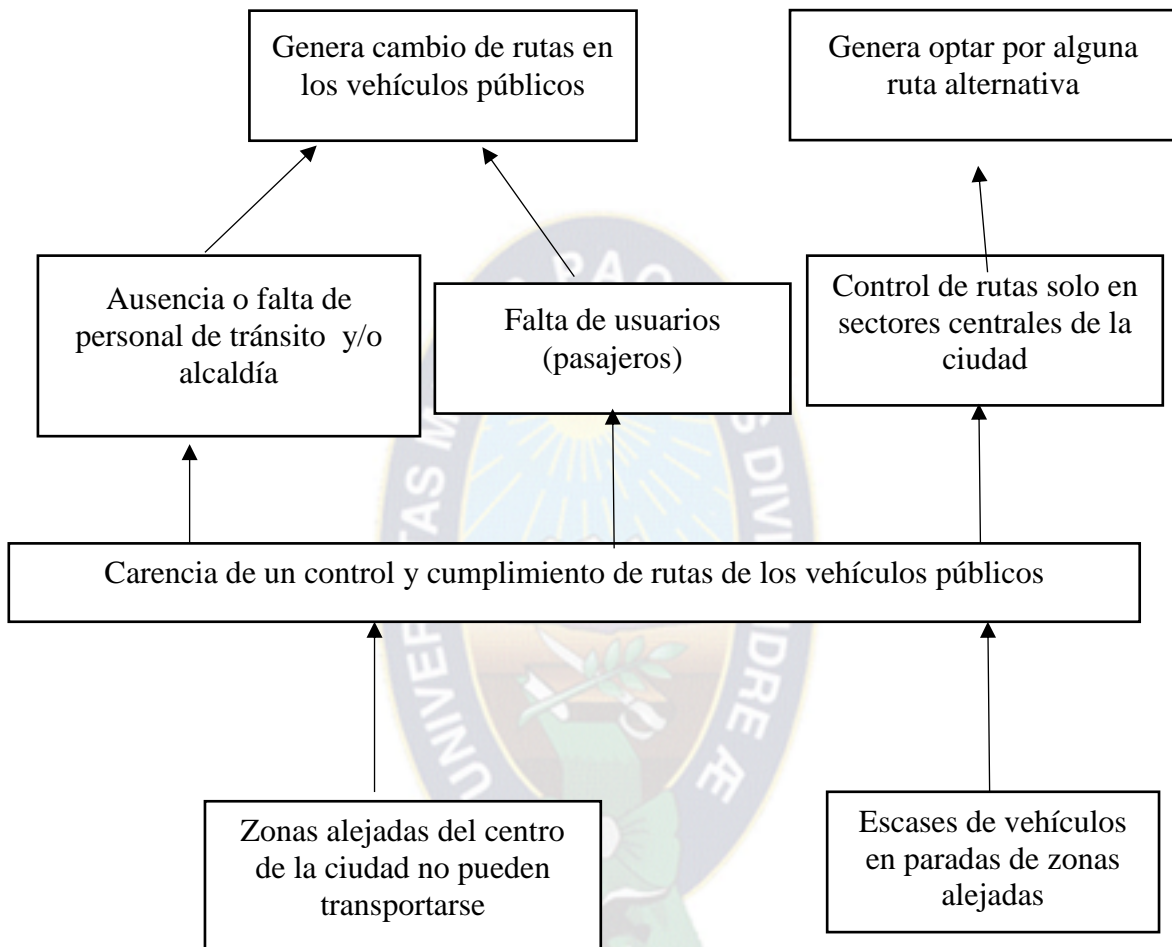 Genera cambio de rutas en
los vehículos públicos
Genera optar por alguna
ruta alternativa
Ausencia o falta de
personal de tránsito y/o
alcaldía
Falta de usuarios
(pasajeros)
Control de rutas solo en
sectores centrales de la
ciudad
Carencia de un control y cumplimiento de rutas de los vehículos públicos
Zonas alejadas del centro
de la ciudad no pueden
transportarse
Escases de vehículos
en paradas de zonas
alejadas